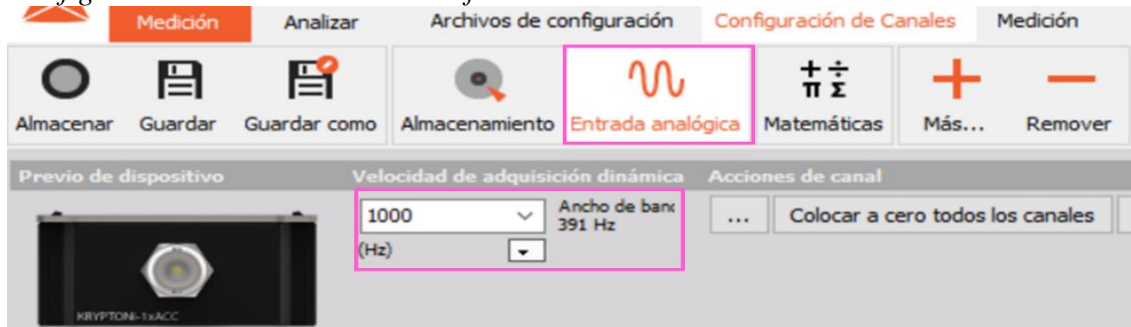 Medición Analizar Archivos de configuración Configuración de Canales Medición
Almacenar Guardar Guardar como Almacenamiento Entrada analógica Matemáticas Más... Remover
Previo de dispositivo Velocidad de adquisición dinámica Acciones de canal
1000 Ancho de banc
391 Hz
... Colocar a cero todos los canales
(Hz)
KRYPTONi-1xACC